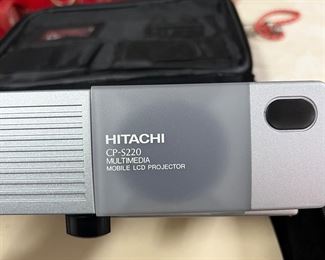 HITACHI
CP-S220
MULTIMEDIA
MOBILE LCD PROJECTOR